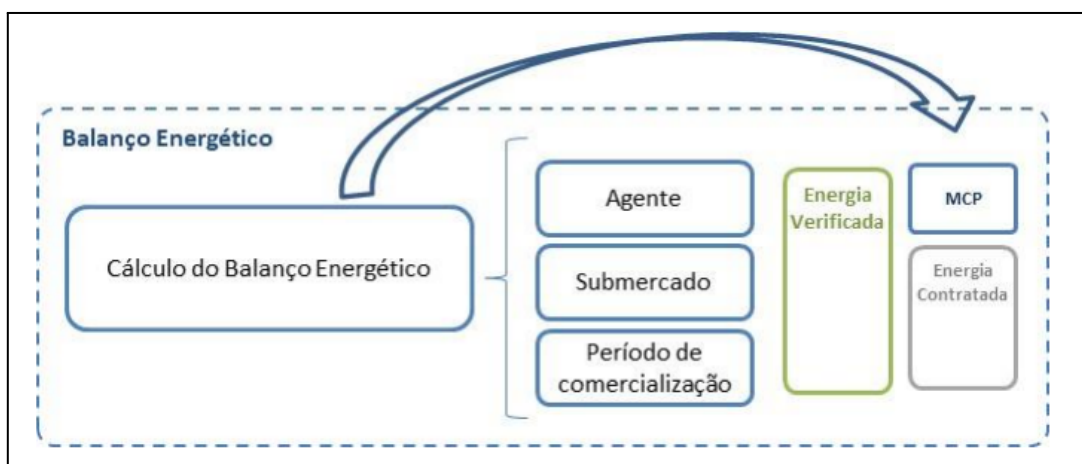 Balanço Energético
Cálculo do Balanço Energético
Agente
Submercado
Período de
comercialização
Energia
Verificada
MCP
Energia
Contratada